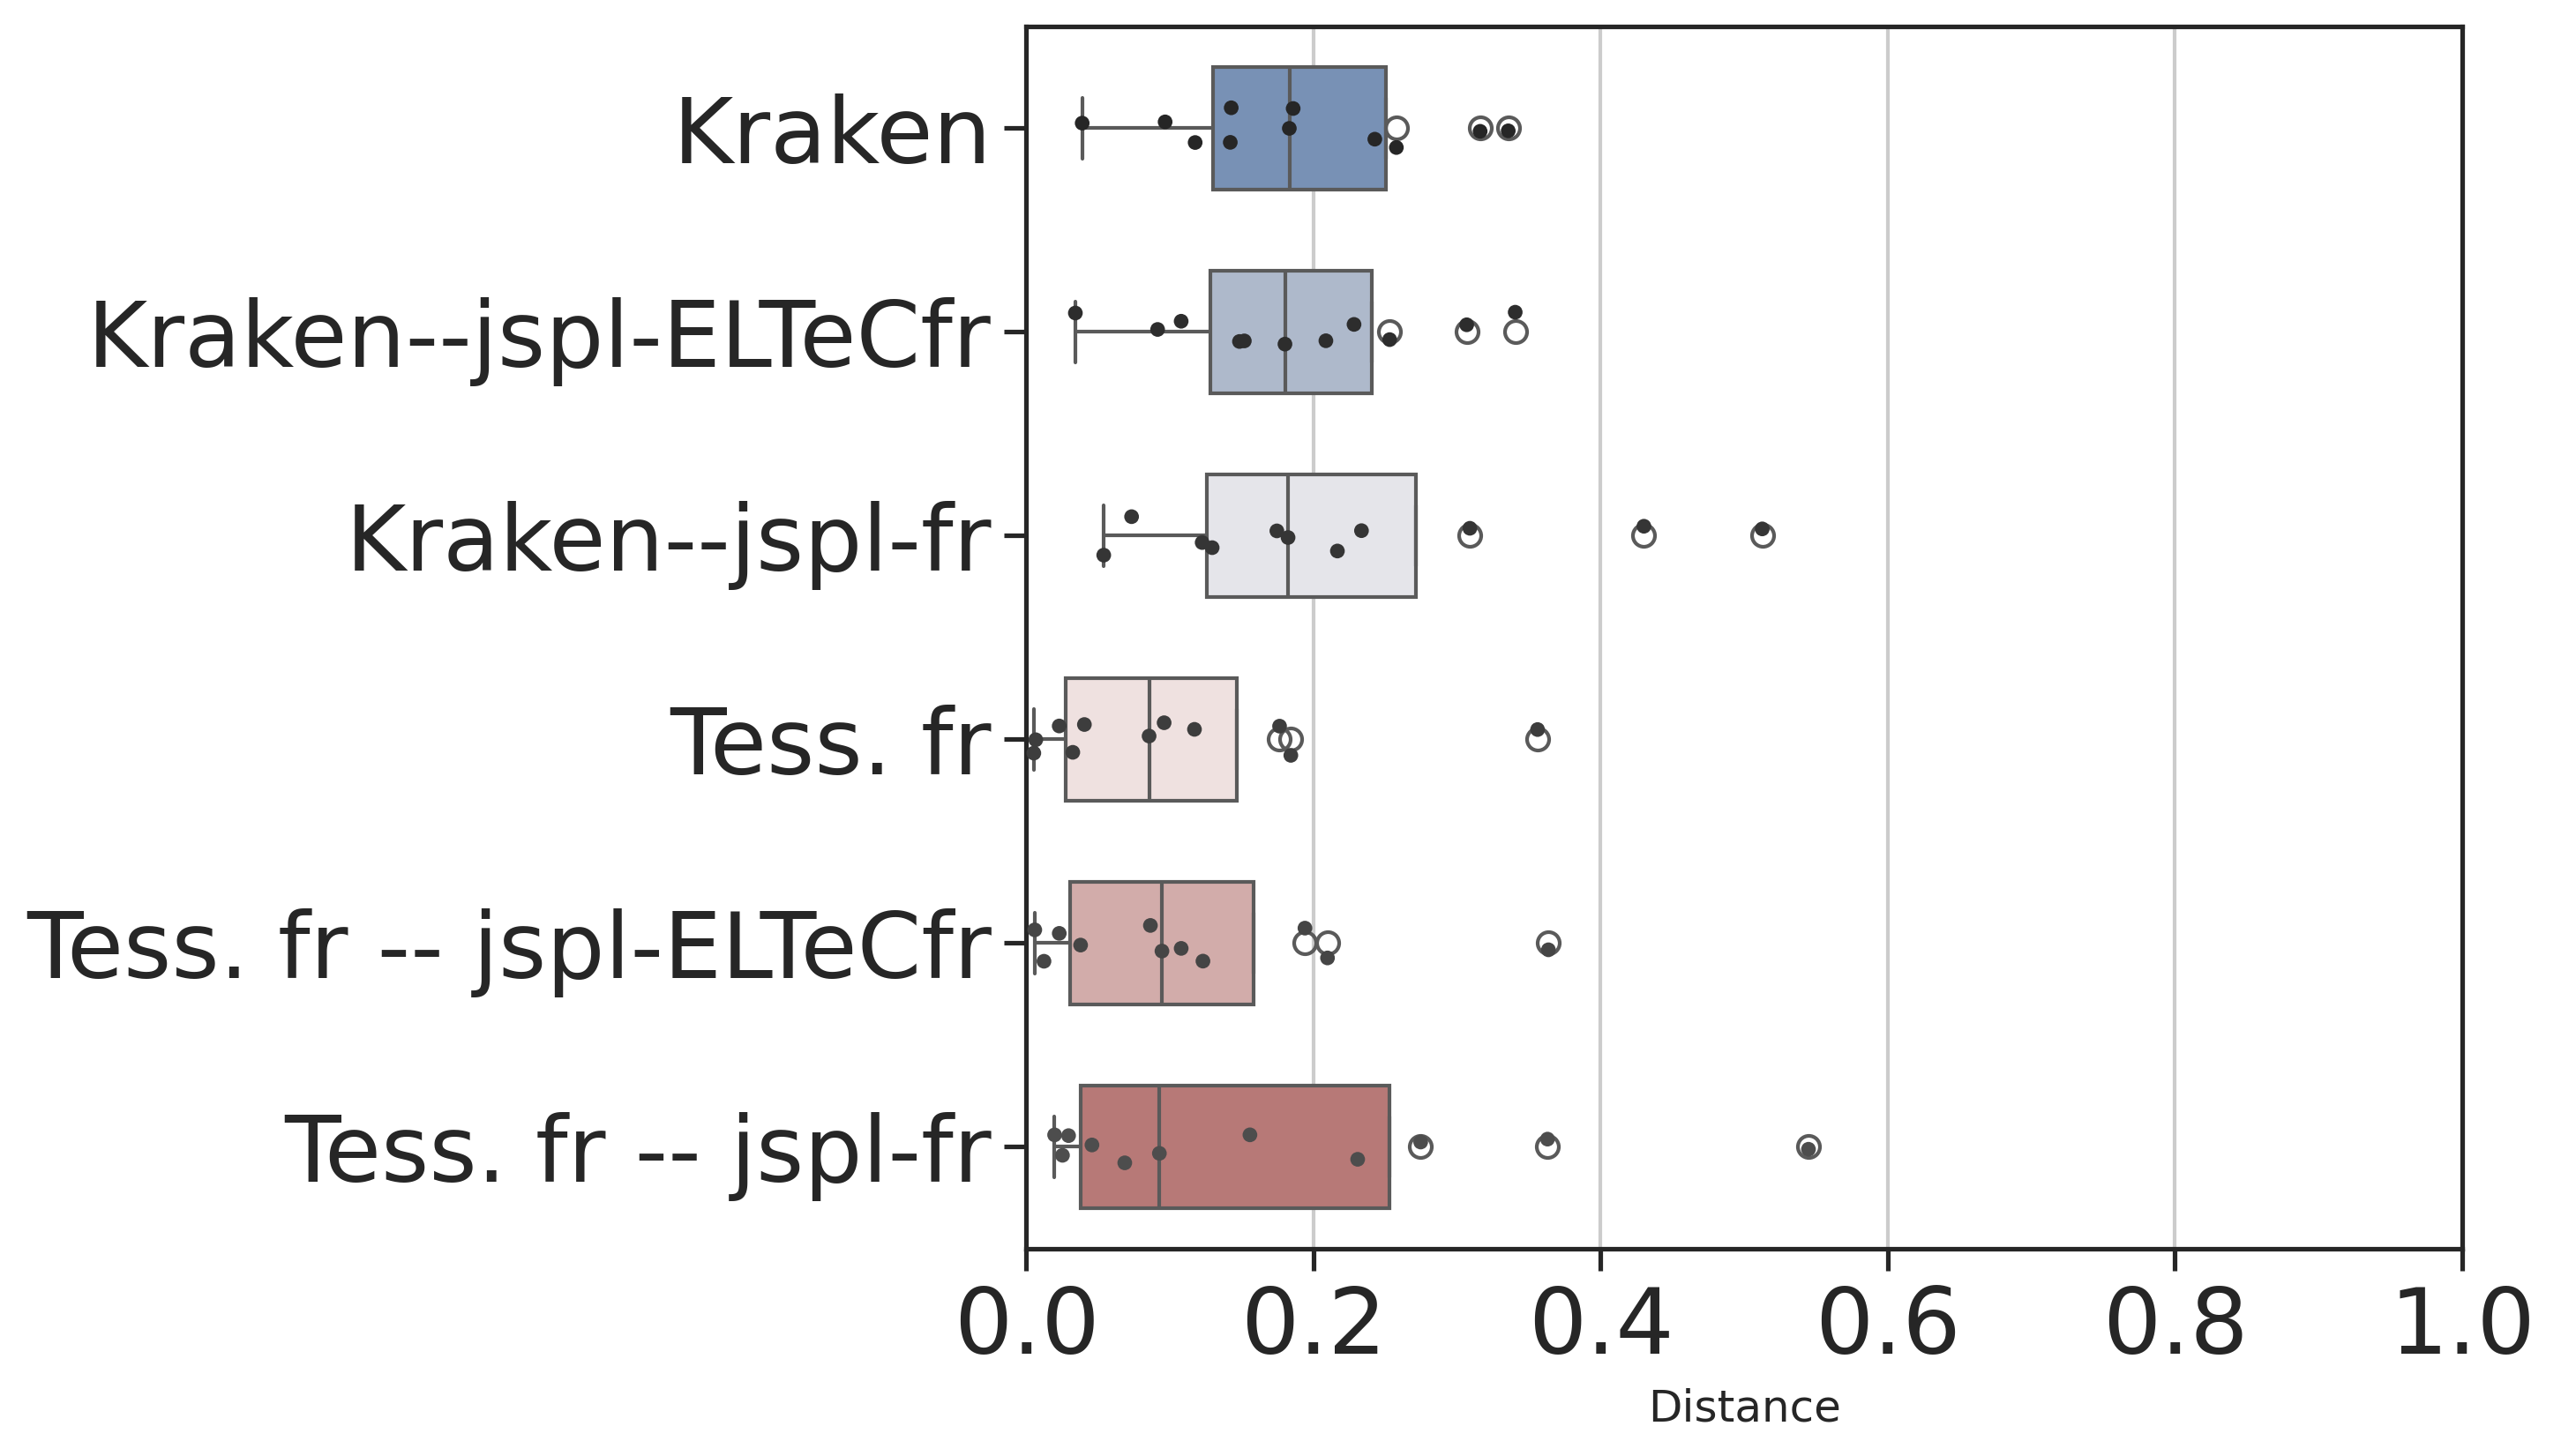 Kraken
Kraken--jspl-ELTeCfr
Kraken--jspl-fr
Tess. fr
Tess. fr -- jspl-ELTeCfr
Tess. fr -- jspl-fr
0.0 0.2 0.4 0.6 0.8 1.0
Distance